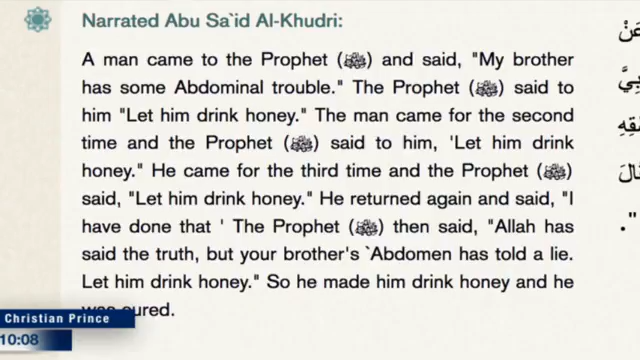 Narrated Abu Sa`id Al-Khudri:
A man came to the Prophet (ﷺ) and said, "My brother
has some Abdominal trouble." The Prophet (ﷺ) said to
him "Let him drink honey." The man came for the second
time and the Prophet (ﷺ) said to him, 'Let him drink
honey." He came for the third time and the Prophet (ﷺ)
said, "Let him drink honey." He returned again and said, "I
have done that ' The Prophet (ﷺ) then said, "Allah has
said the truth, but your brother's `Abdomen has told a lie.
Let him drink honey." So he made him drink honey and he
was cured.
عَنْ
Christian Prince
10:08